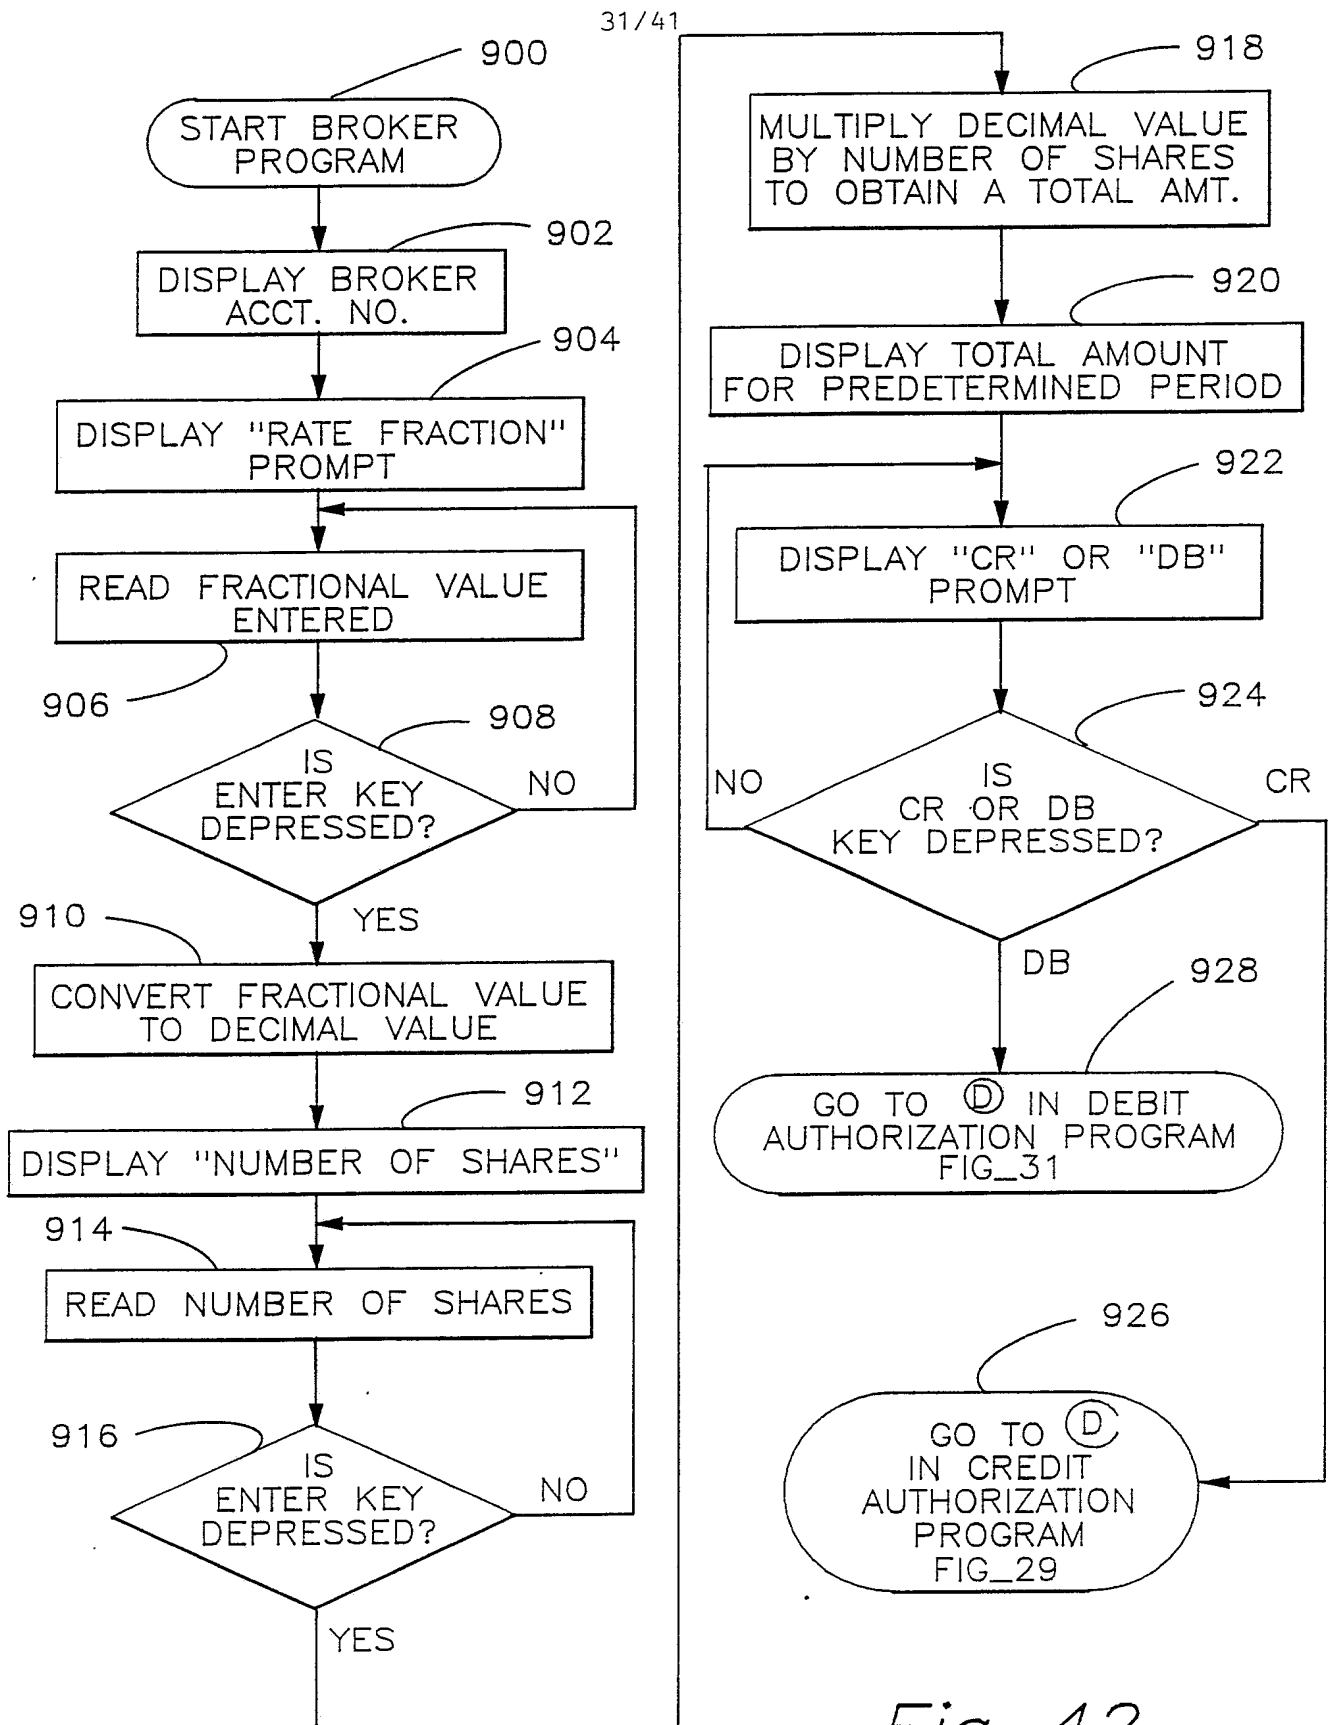 31/41
900
START BROKER
PROGRAM
902
DISPLAY BROKER
ACCT. NO.
904
DISPLAY "RATE FRACTION"
PROMPT
READ FRACTIONAL VALUE
ENTERED
906
908
IS
ENTER KEY
DEPRESSED?
NO
YES
910
CONVERT FRACTIONAL VALUE
TO DECIMAL VALUE
912
DISPLAY "NUMBER OF SHARES"
914
READ NUMBER OF SHARES
916
IS
ENTER KEY
DEPRESSED?
NO
YES
918
MULTIPLY DECIMAL VALUE
BY NUMBER OF SHARES
TO OBTAIN A TOTAL AMT.
920
DISPLAY TOTAL AMOUNT
FOR PREDETERMINED PERIOD
922
DISPLAY "CR" OR "DB"
PROMPT
924
IS
CR OR DB
KEY DEPRESSED?
NO
CR
DB
928
GO TO D IN DEBIT
AUTHORIZATION PROGRAM
FIG_31
926
GO TO D
IN CREDIT
AUTHORIZATION
PROGRAM
FIG_29